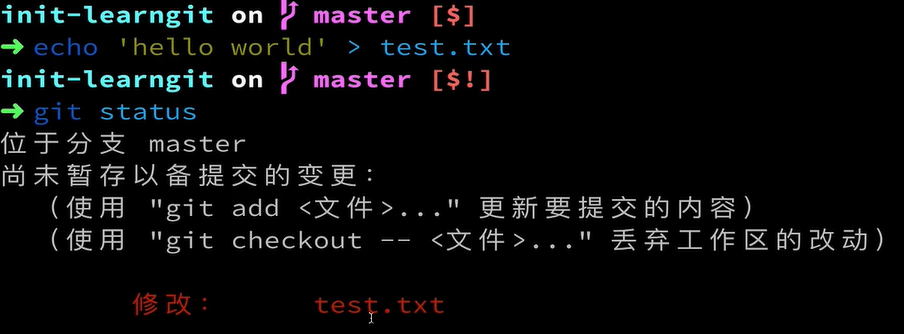 init-learngit on master [$]
➜ echo 'hello world' > test.txt
init-learngit on master [$!]
➜ git status
位于分支 master
尚未暂存以备提交的变更：
（使用 "git add <文件>..." 更新要提交的内容）
（使用 "git checkout -- <文件>..." 丢弃工作区的改动）
修改： test.txt